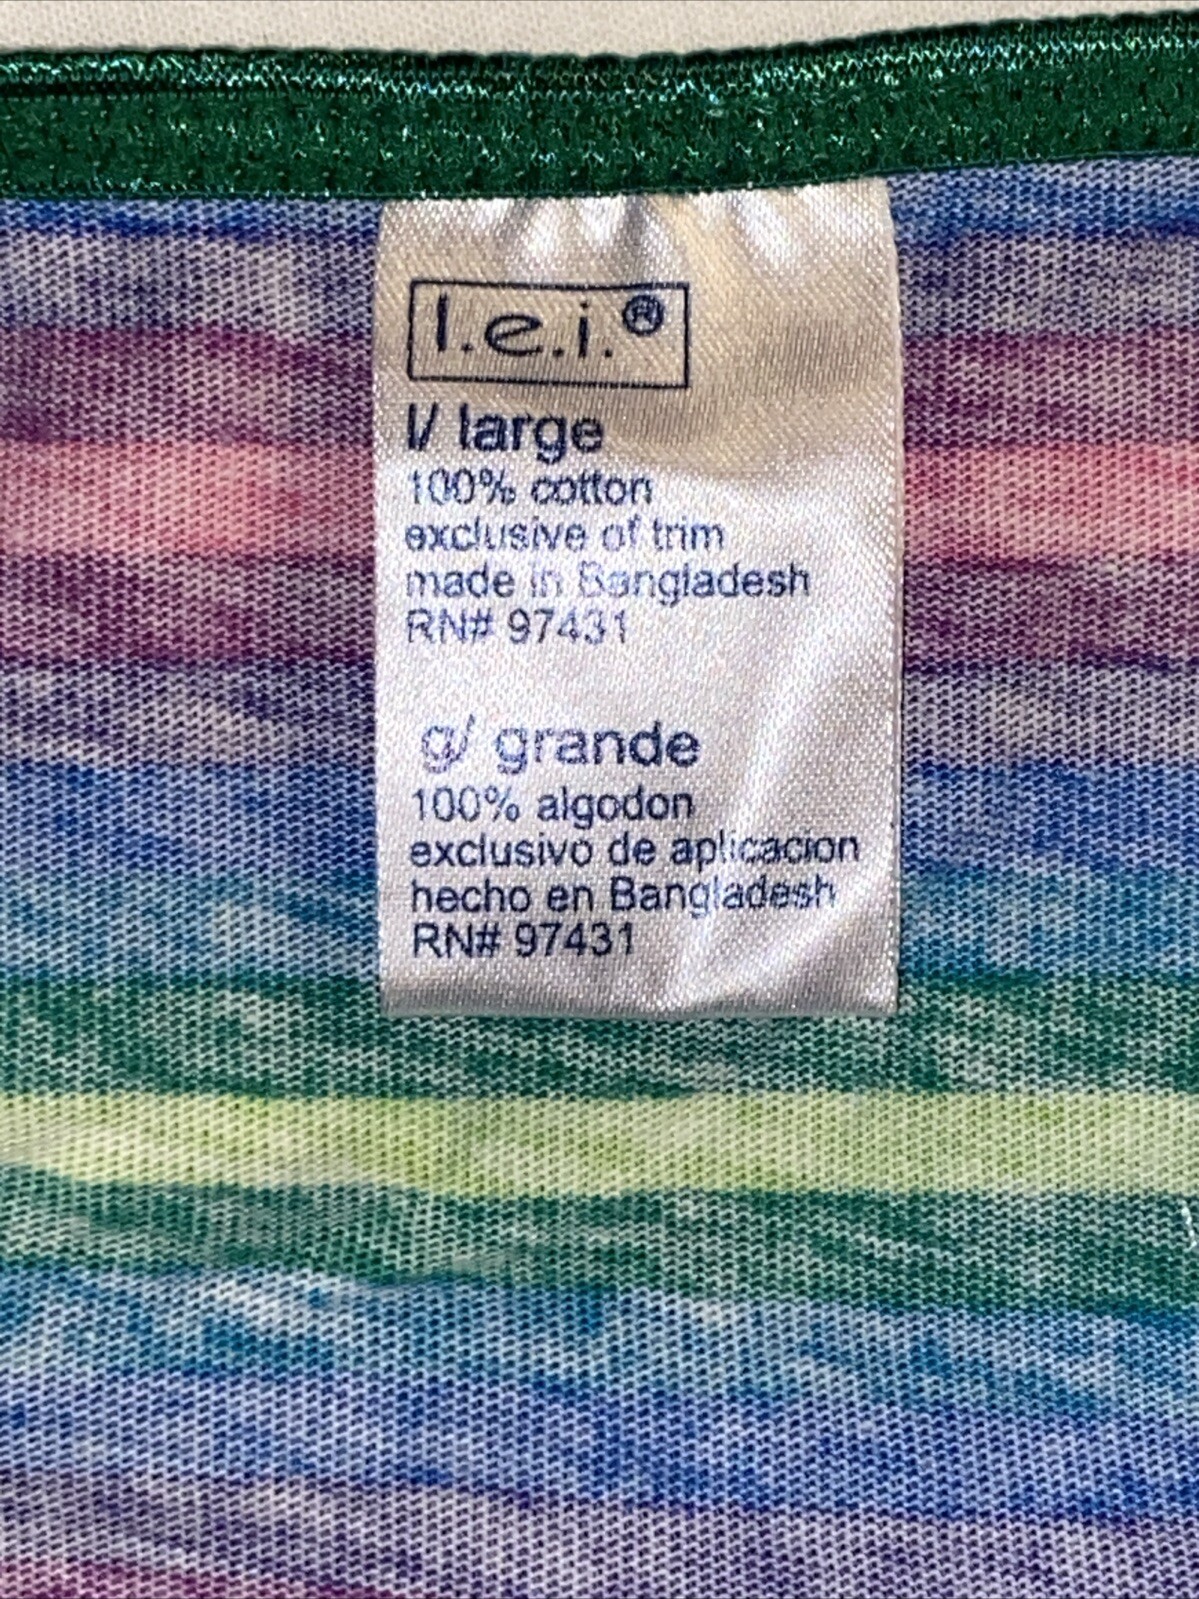 l.e.i.®
l/ large
100% cotton
exclusive of trim
made in Bangladesh
RN# 97431
g/ grande
100% algodon
exclusivo de aplicacion
hecho en Bangladesh
RN# 97431